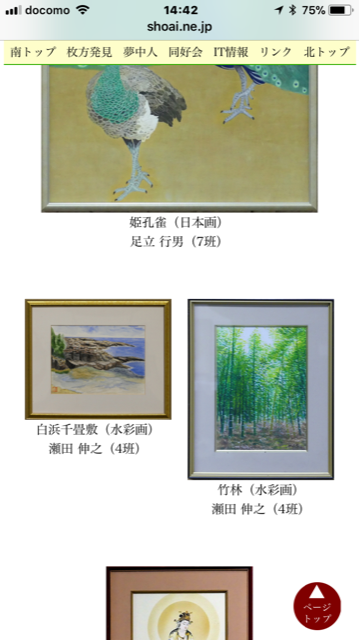 docomo 14:42 75%
shoai.ne.jp
南トップ 枚方発見 夢中人 同好会 IT情報 リンク 北トップ
姫孔雀（日本画）
足立 行男（7班）
白浜千畳敷（水彩画）
瀬田 伸之（4班）
竹林（水彩画）
瀬田 伸之（4班）
ページ
トップ